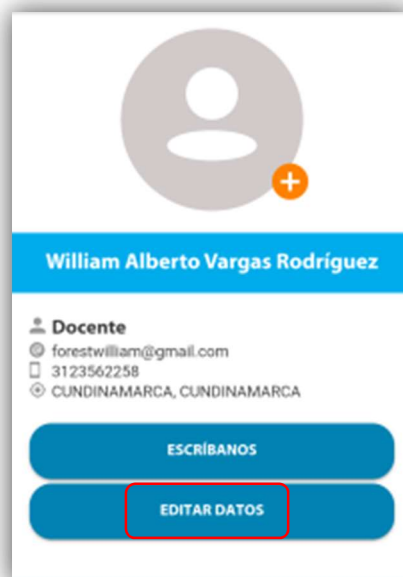 William Alberto Vargas Rodríguez
Docente
forestwilliam@gmail.com
3123562258
CUNDINAMARCA, CUNDINAMARCA
ESCRÍBANOS
EDITAR DATOS